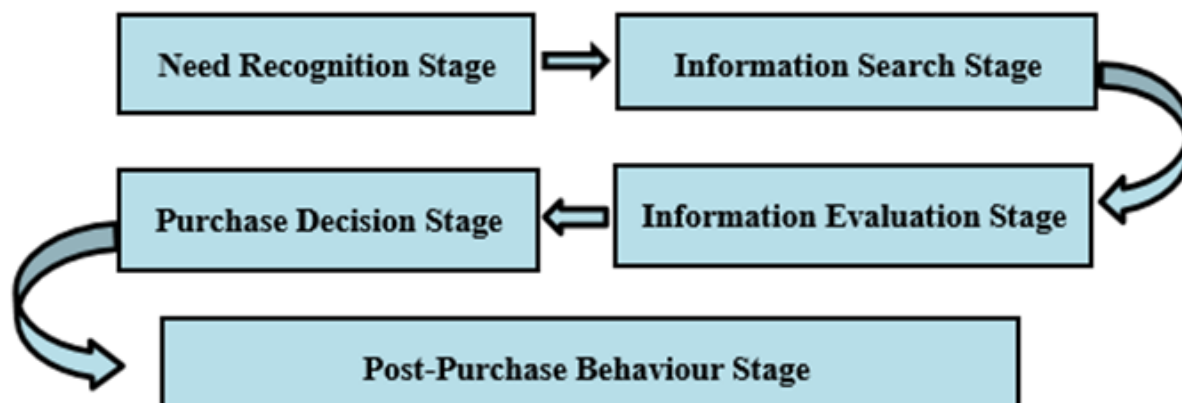 Need Recognition Stage
Information Search Stage
Information Evaluation Stage
Purchase Decision Stage
Post-Purchase Behaviour Stage